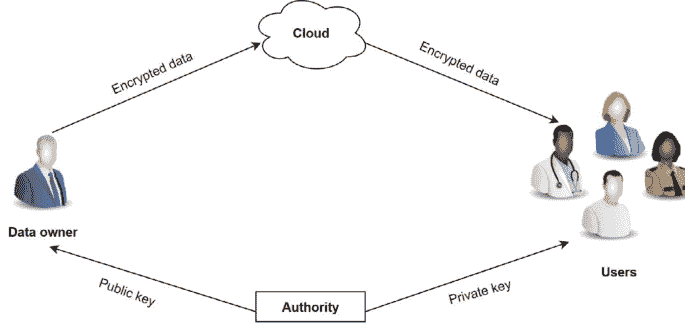 Cloud
Encrypted data
Encrypted data
Data owner
Users
Public key
Authority
Private key